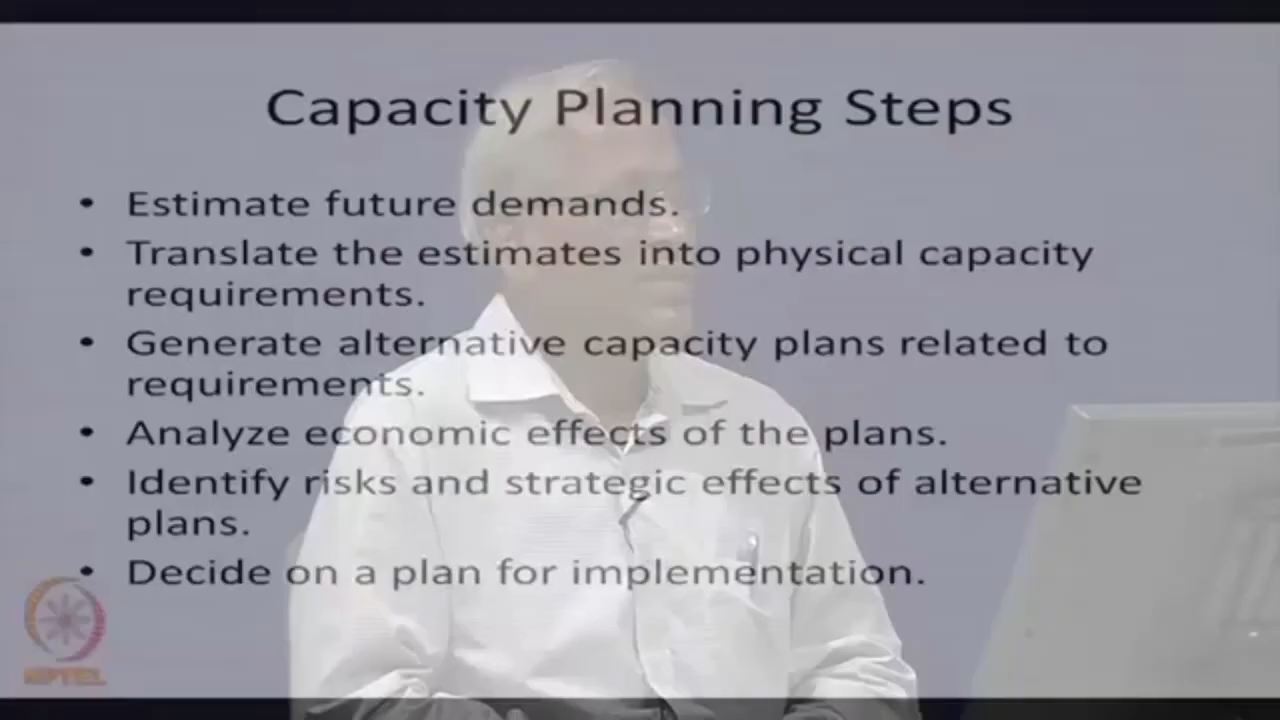 Capacity Planning Steps
• Estimate future demands.
• Translate the estimates into physical capacity
requirements.
• Generate alternative capacity plans related to
requirements.
• Analyze economic effects of the plans.
• Identify risks and strategic effects of alternative
plans.
• Decide on a plan for implementation.
NPTEL